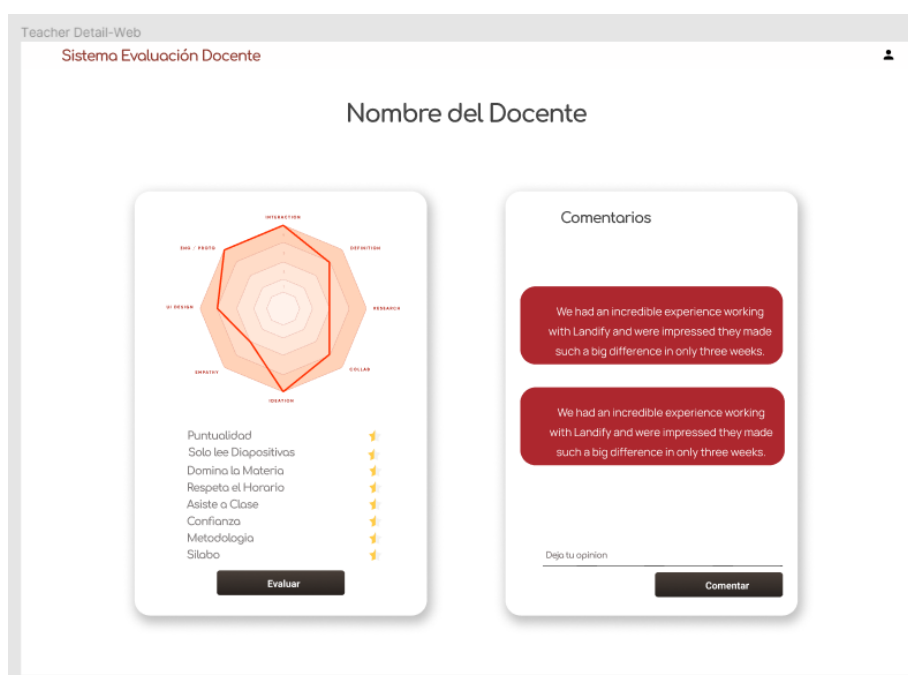 Teacher Detail-Web
Sistema Evaluación Docente
Nombre del Docente
INTERACTION
ENG / PROTO
DEFINITION
UI DESIGN
RESEARCH
EMPATHY
COLLAB
IDEATION
Puntualidad
Solo lee Diapositivas
Domina la Materia
Respeta el Horario
Asiste a Clase
Confianza
Metodologia
Silabo
Evaluar
Comentarios
We had an incredible experience working
with Landify and were impressed they made
such a big difference in only three weeks.
We had an incredible experience working
with Landify and were impressed they made
such a big difference in only three weeks.
Deja tu opinion
Comentar